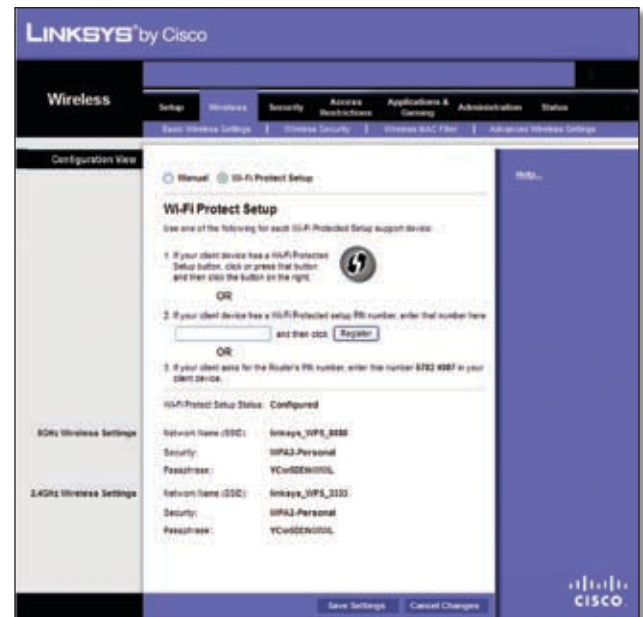 LINKSYS® by Cisco
Wireless
Setup Wireless Security Access Restrictions Applications & Gaming Administration Status
Basic Wireless Settings | Wireless Security | Wireless MAC Filter | Advanced Wireless Settings
Configuration View
Manual Wi-Fi Protect Setup
Help...
Wi-Fi Protect Setup
Use one of the following for each Wi-Fi Protected Setup support device:
1. If your client device has a Wi-Fi Protected
Setup button, click or press that button
and then click the button on the right.
OR
2. If your client device has a Wi-Fi Protected setup PIN number, enter that number here
and then click Register
OR
3. If your client asks for the Router's PIN number, enter this number in your
client device.
Wi-Fi Protect Setup Status: Configured
5GHz Wireless Settings
Network Name (SSID):
Security: WPA2-Personal
Passphrase:
2.4GHz Wireless Settings
Network Name (SSID): linksys_WPS_3333
Security: WPA2-Personal
Passphrase:
Save Settings Cancel Changes
CISCO